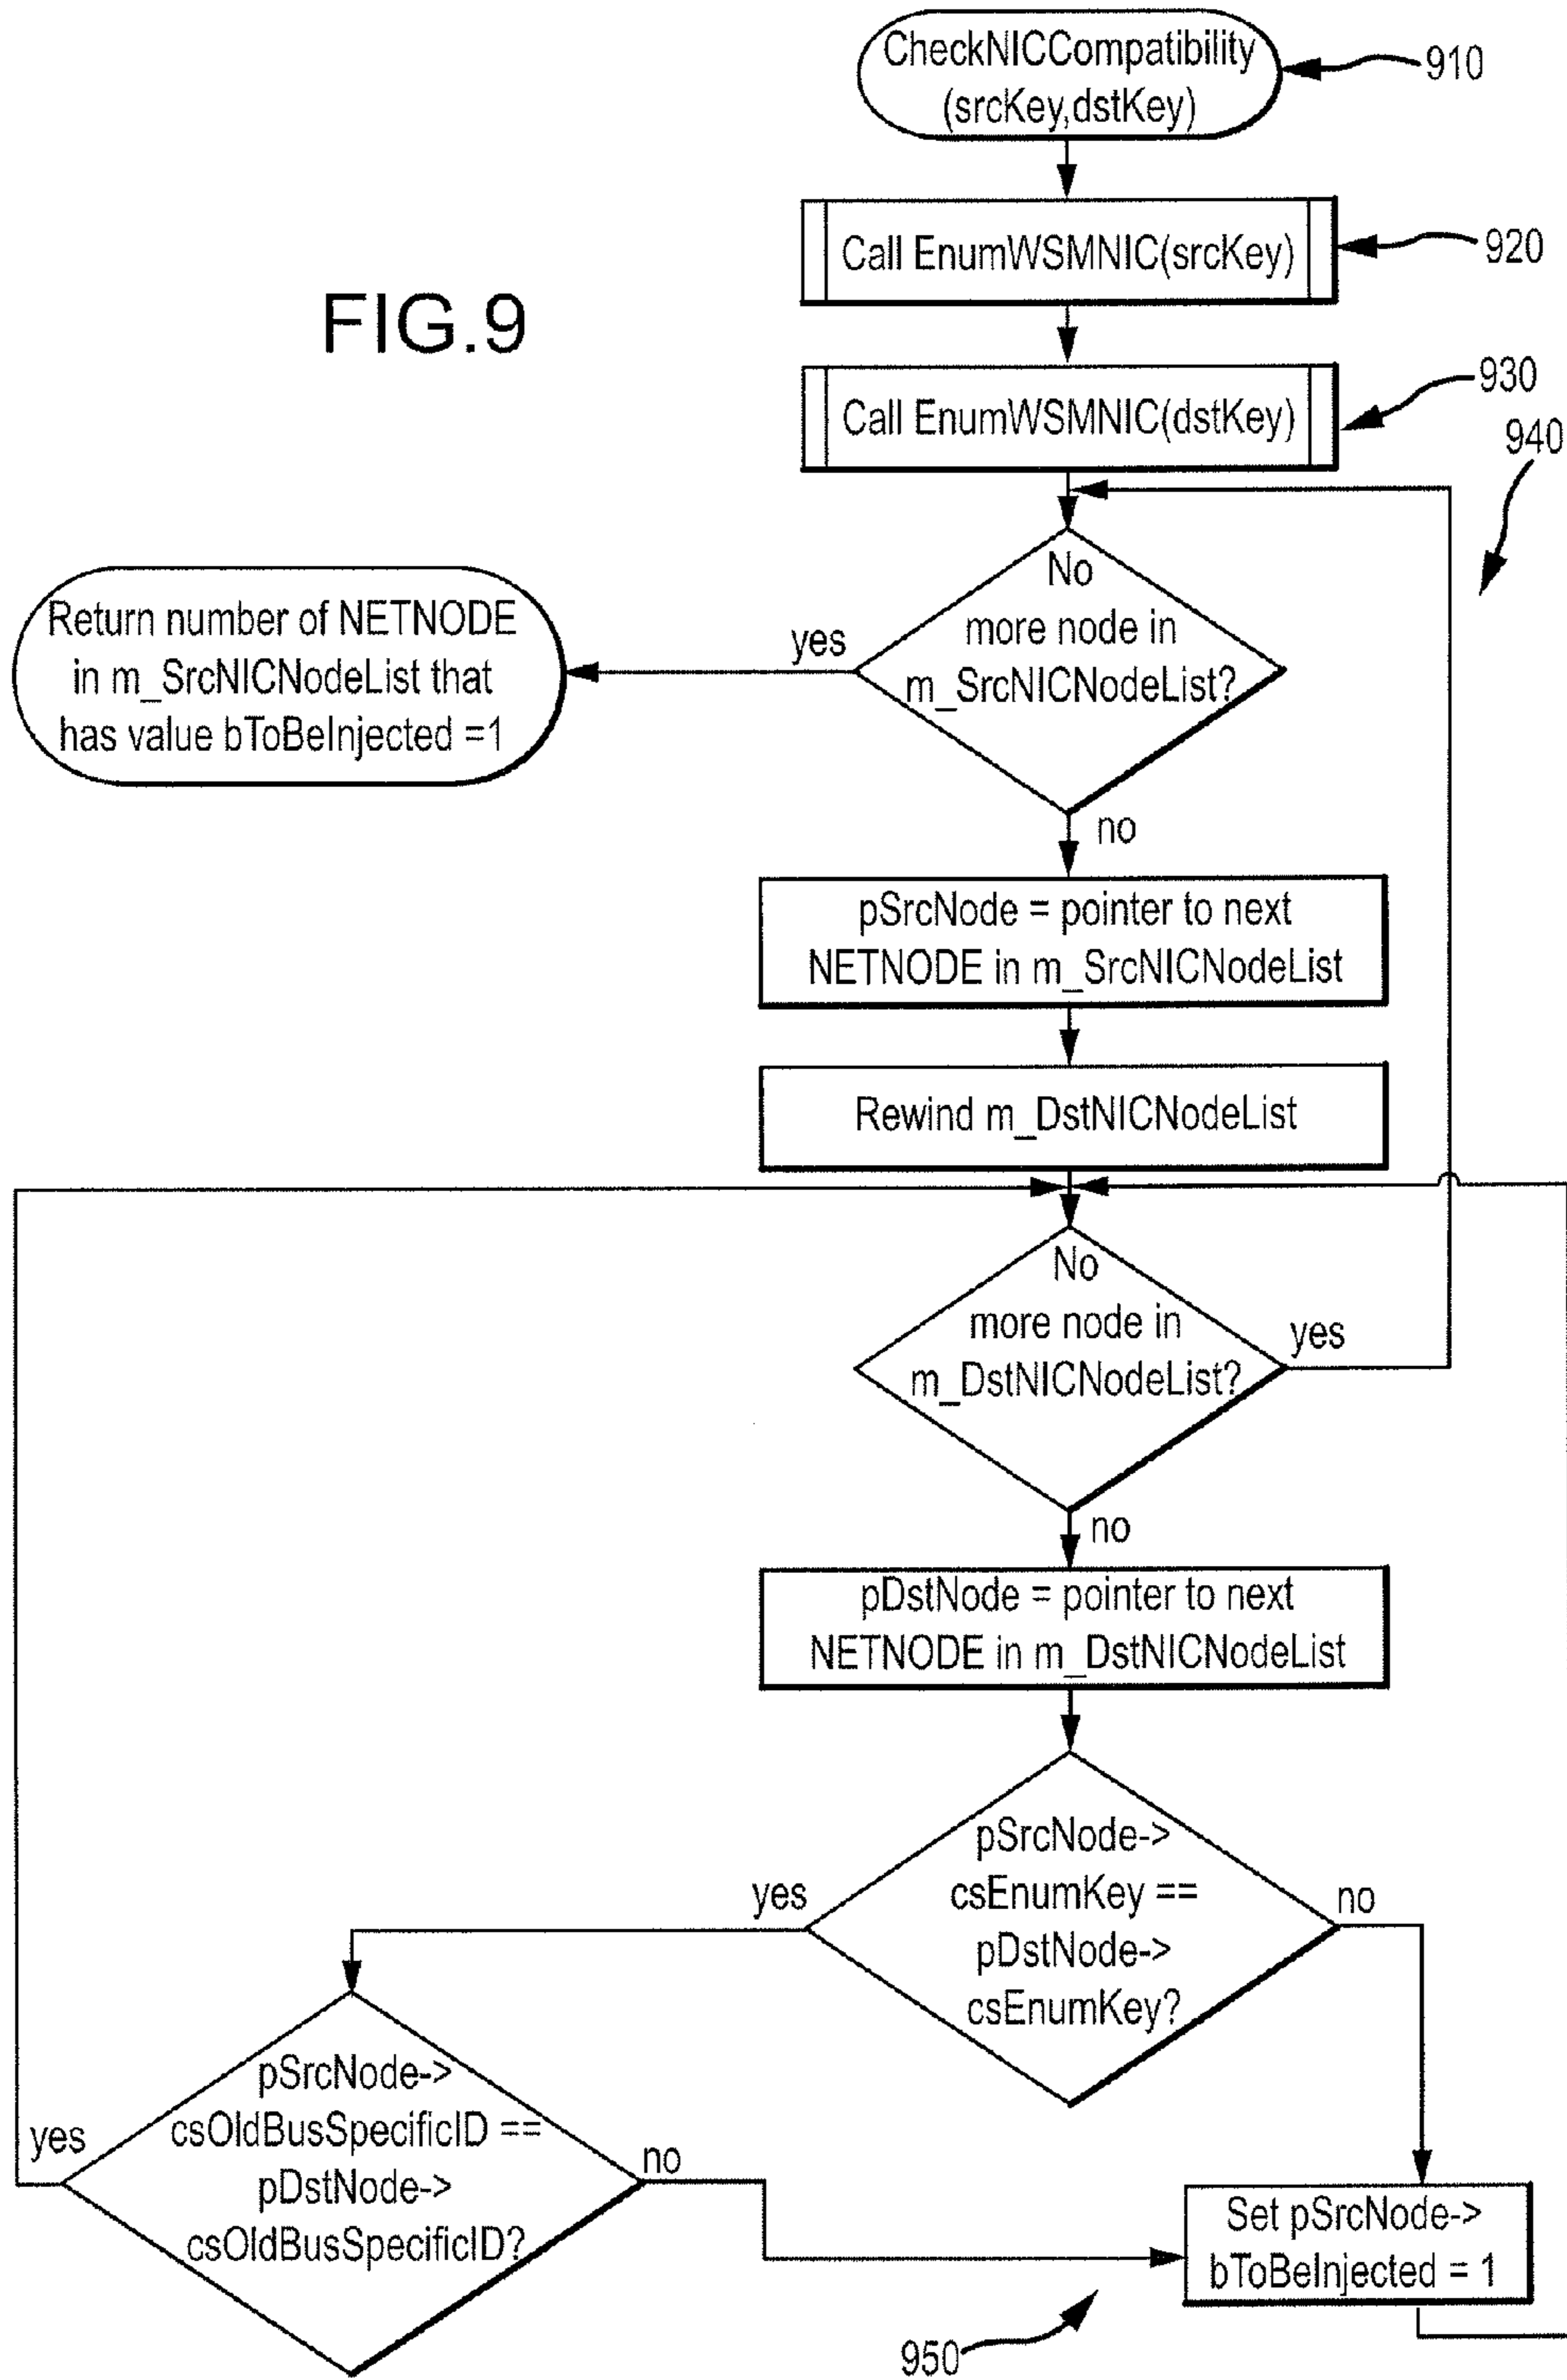 CheckNICCompatibility
(srcKey,dstKey)
910
Call EnumWSMNIC(srcKey)
920
FIG.9
Call EnumWSMNIC(dstKey)
930
940
No
more node in
m_SrcNICNodeList?
yes
Return number of NETNODE
in m_SrcNICNodeList that
has value bToBeInjected =1
no
pSrcNode = pointer to next
NETNODE in m_SrcNICNodeList
Rewind m_DstNICNodeList
No
more node in
m_DstNICNodeList?
yes
no
pDstNode = pointer to next
NETNODE in m_DstNICNodeList
pSrcNode->
csEnumKey ==
pDstNode->
csEnumKey?
yes
no
pSrcNode->
csOldBusSpecificID ==
pDstNode->
csOldBusSpecificID?
yes
no
Set pSrcNode->
bToBeInjected = 1
950